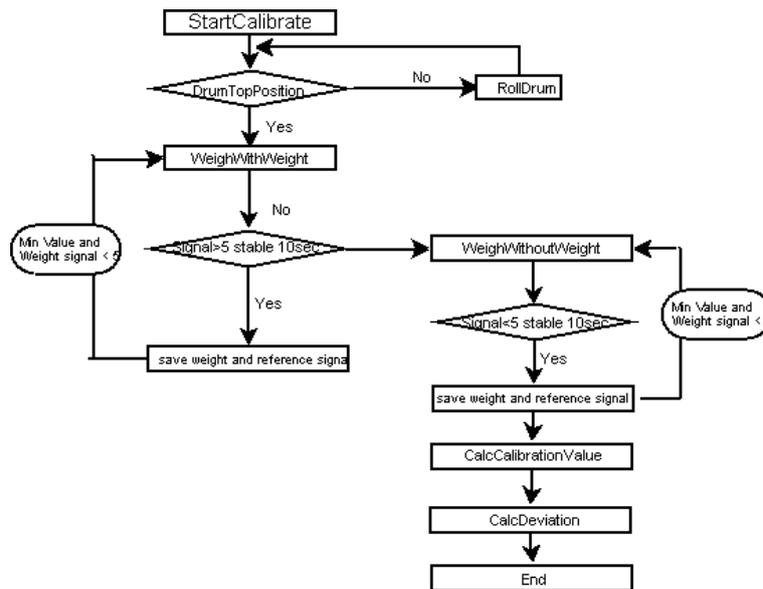 StartCalibrate
DrumTopPosition
No
RollDrum
Yes
WeighWithWeight
No
Min Value and
Weight signal < 5
Signal>5 stable 10sec
WeighWithoutWeight
Yes
Min Value and
Weight signal <
Signal<5 stable 10sec
save weight and reference signal
Yes
save weight and reference signal
CalcCalibrationValue
CalcDeviation
End